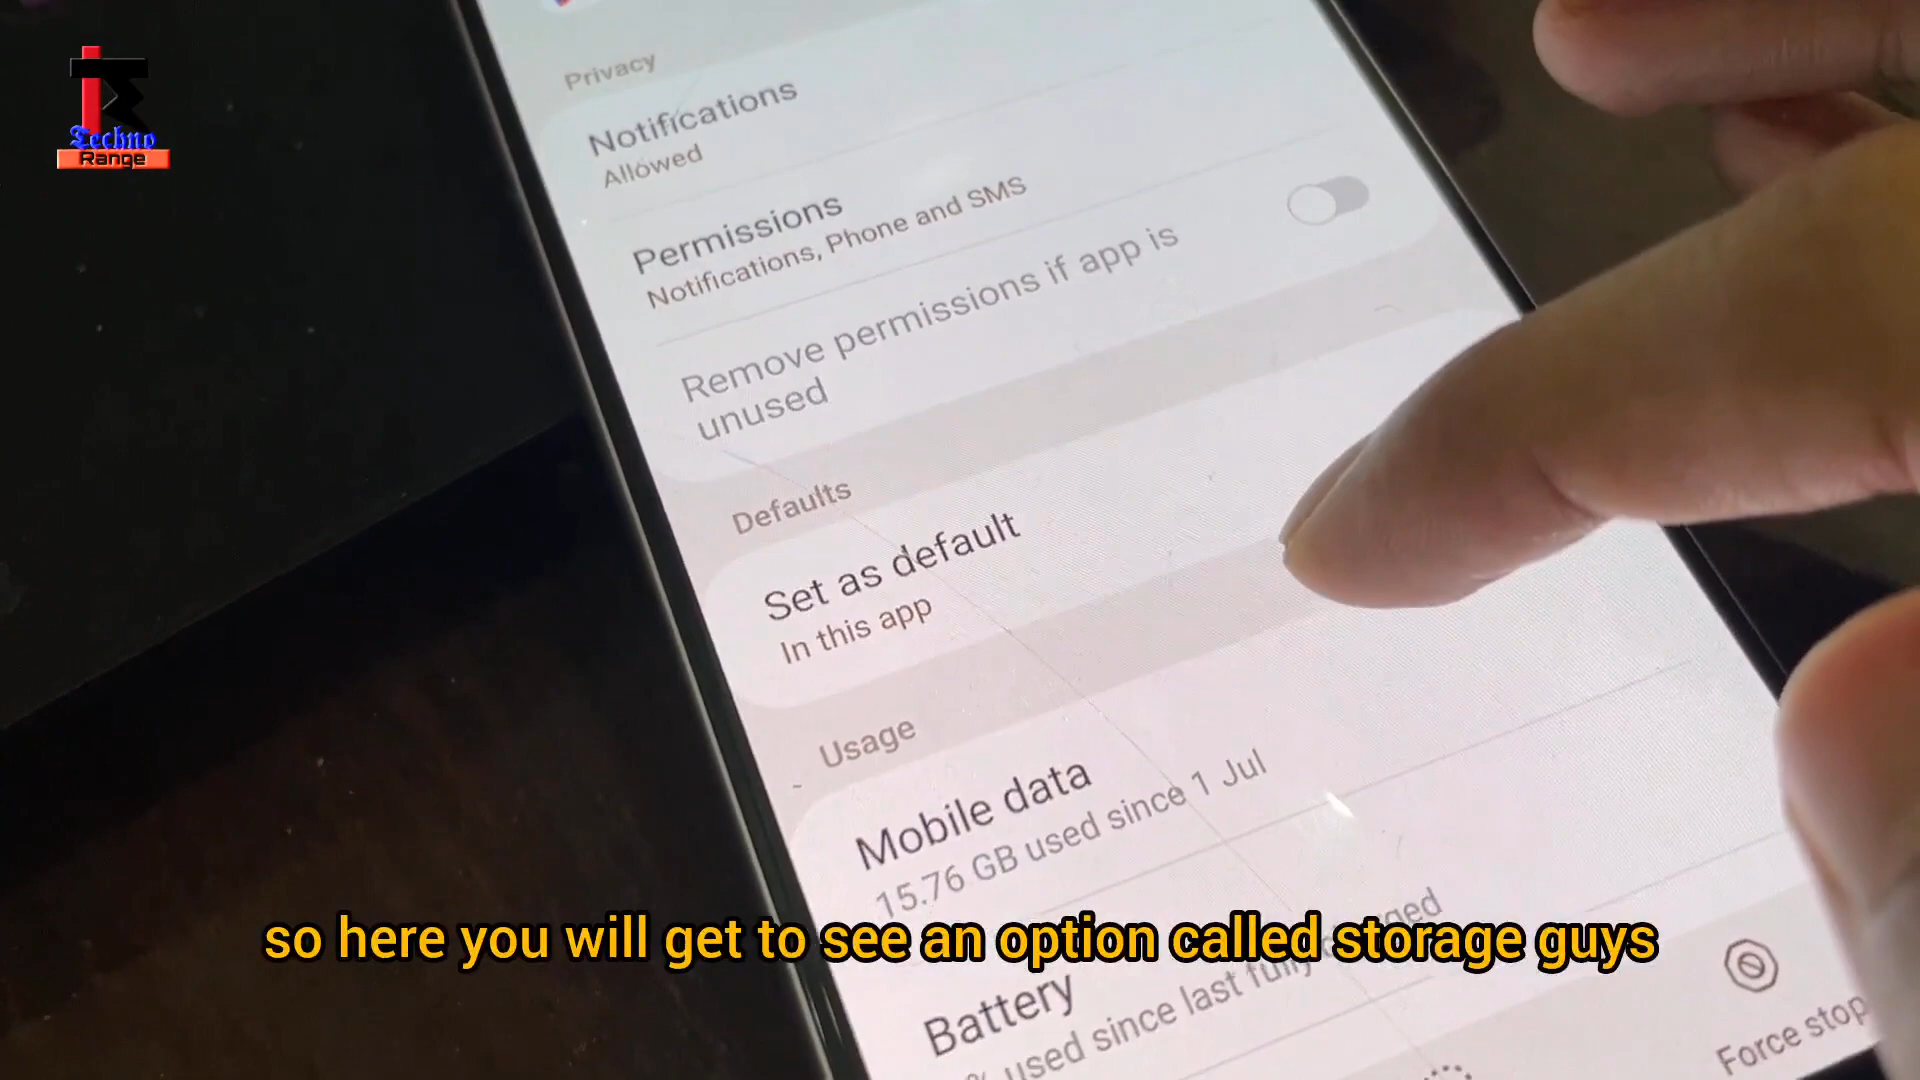 Techno
Range
Privacy
Notifications
Allowed
Permissions
Notifications, Phone and SMS
Remove permissions if app is
unused
Defaults
Set as default
In this app
Usage
Mobile data
15.76 GB used since 1 Jul
so here you will get to see an option called storage guys
Battery
% used since last fully charged
Force stop